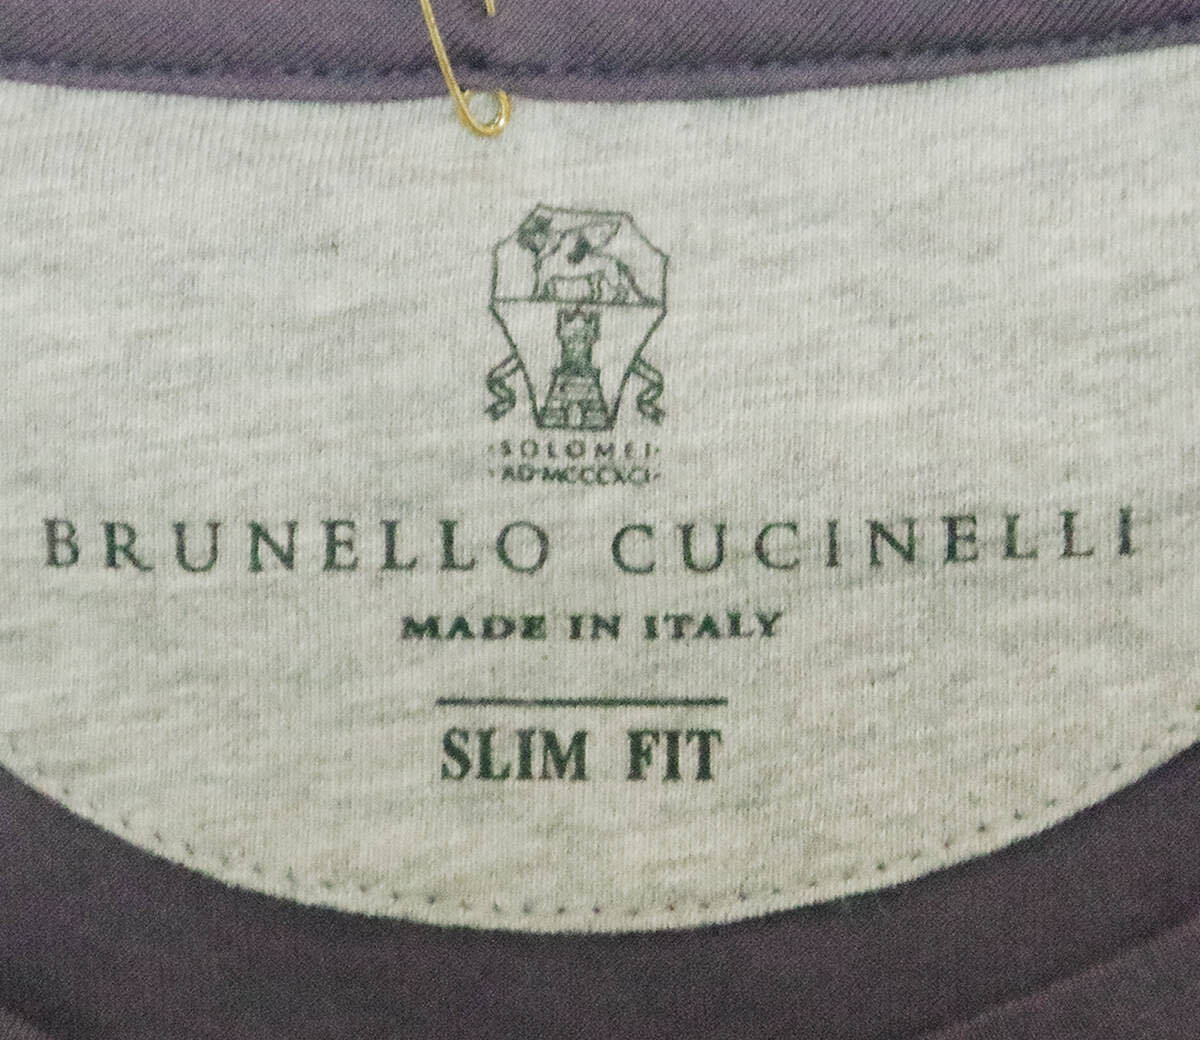 ·SOLOMEI·
·AD·MCCCXCI·
BRUNELLO CUCINELLI
MADE IN ITALY
SLIM FIT